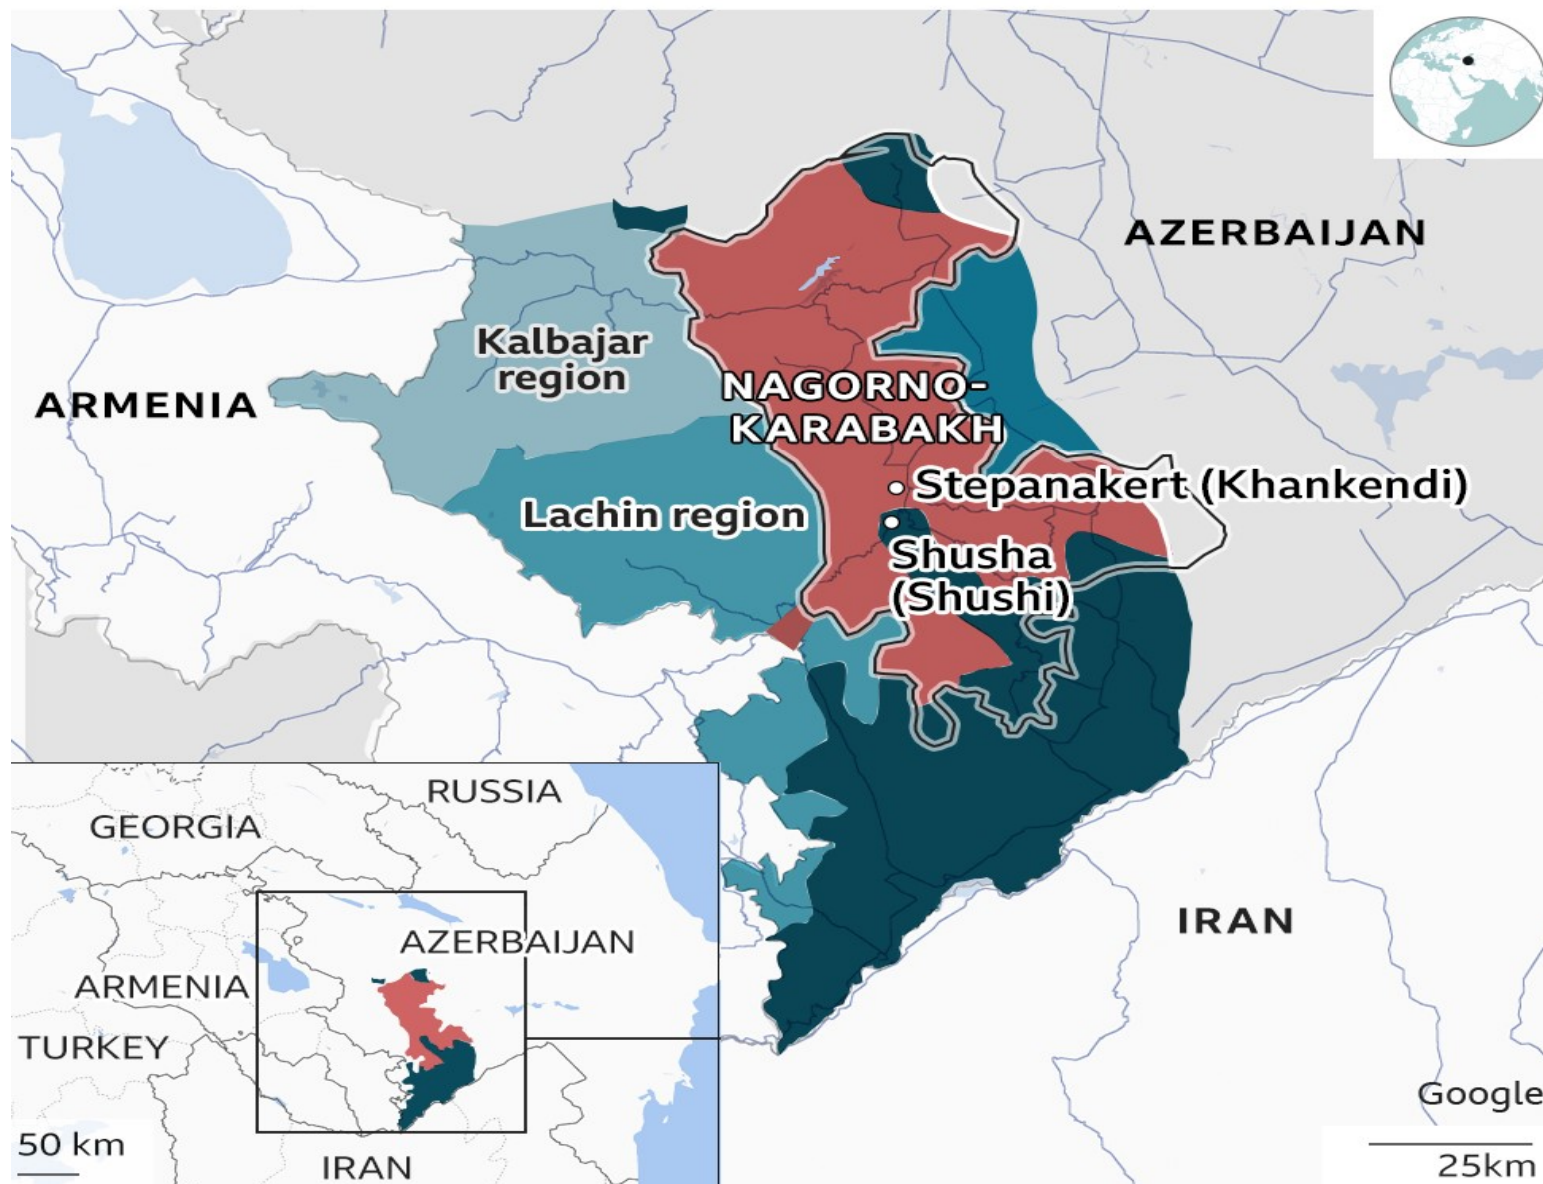 AZERBAIJAN
Kalbajar
region
ARMENIA
NAGORNO-
KARABAKH
Stepanakert (Khankendi)
Lachin region
Shusha
(Shushi)
IRAN
Google
25km
RUSSIA
GEORGIA
AZERBAIJAN
ARMENIA
TURKEY
50 km
IRAN